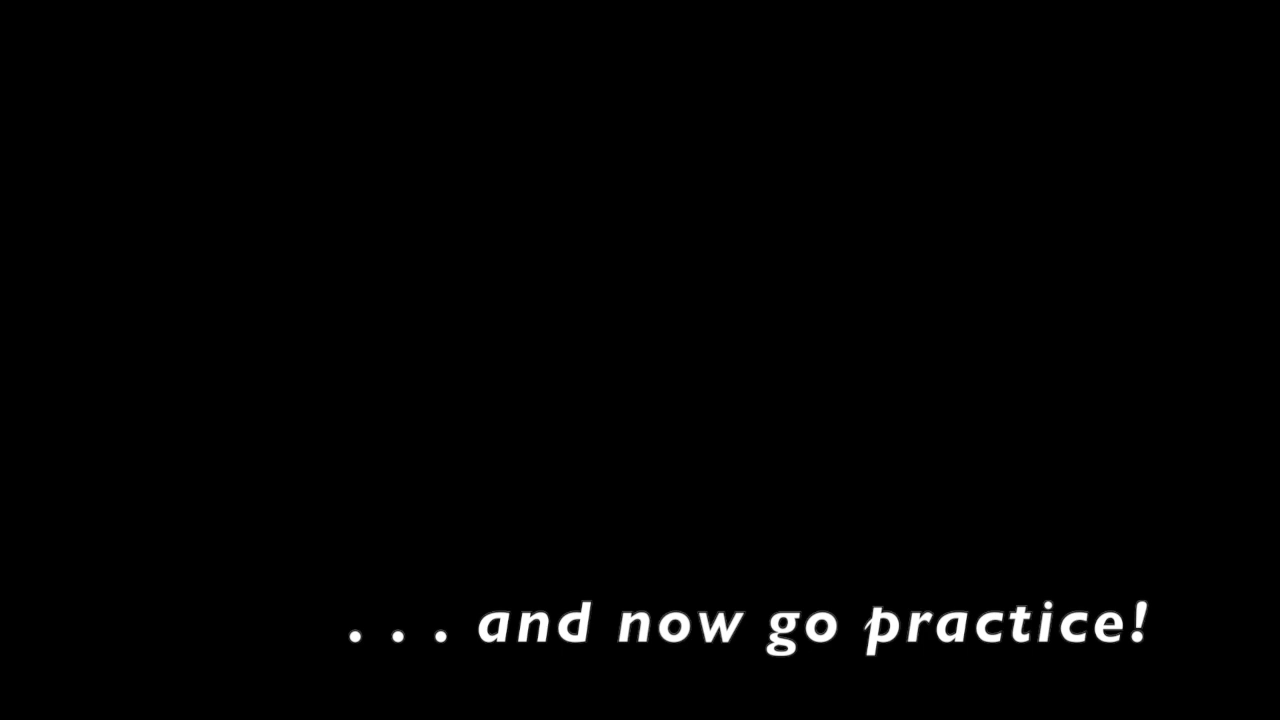 . . . and now go practice!